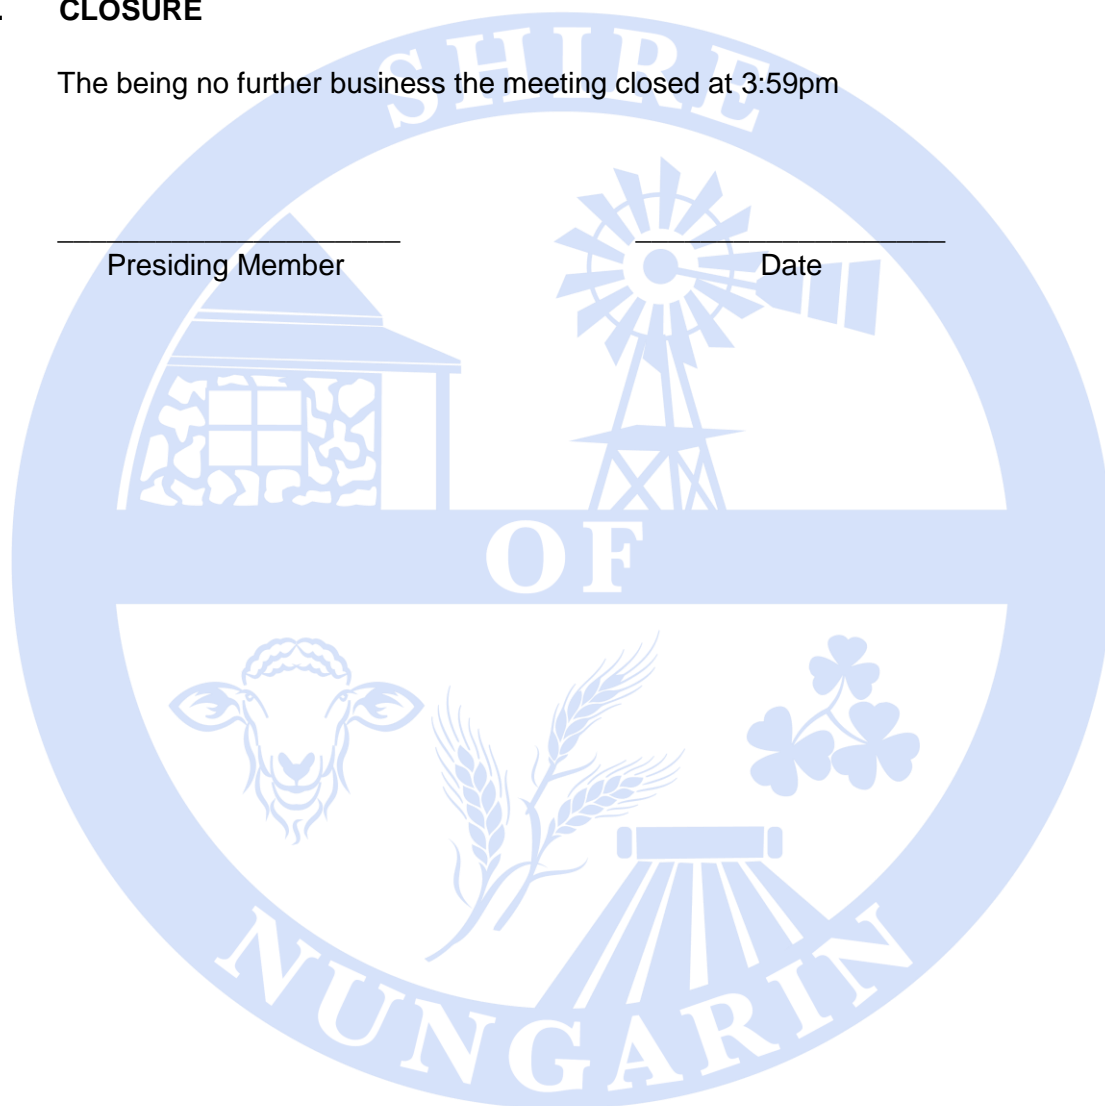 . CLOSURE
The being no further business the meeting closed at 3:59pm
Presiding Member Date
SHIRE
OF
NUNGARIN